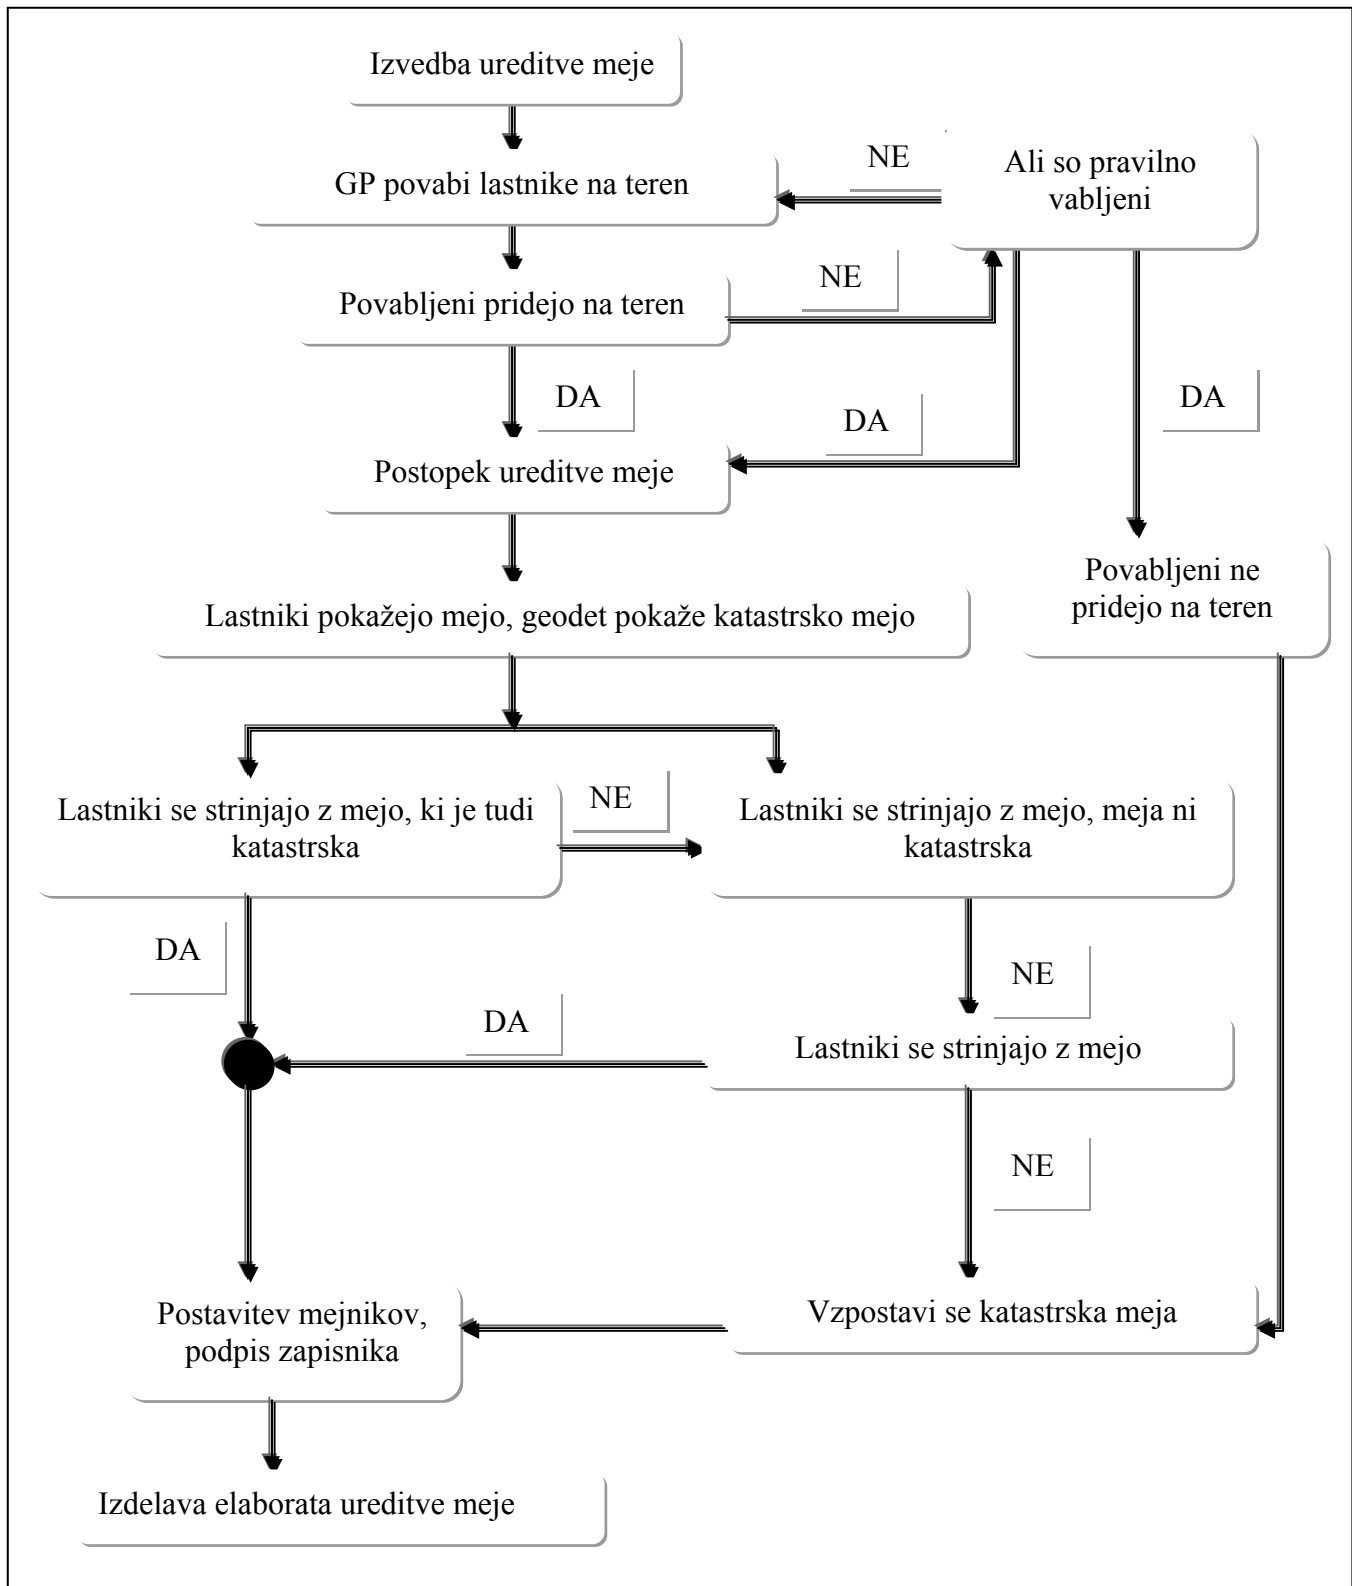 Izvedba ureditve meje
NE
Ali so pravilno
vabljeni
GP povabi lastnike na teren
NE
Povabljeni pridejo na teren
DA
DA
DA
Postopek ureditve meje
Povabljeni ne
pridejo na teren
Lastniki pokažejo mejo, geodet pokaže katastrsko mejo
Lastniki se strinjajo z mejo, ki je tudi
katastrska
NE
Lastniki se strinjajo z mejo, meja ni
katastrska
DA
NE
DA
Lastniki se strinjajo z mejo
NE
Postavitev mejnikov,
podpis zapisnika
Vzpostavi se katastrska meja
Izdelava elaborata ureditve meje